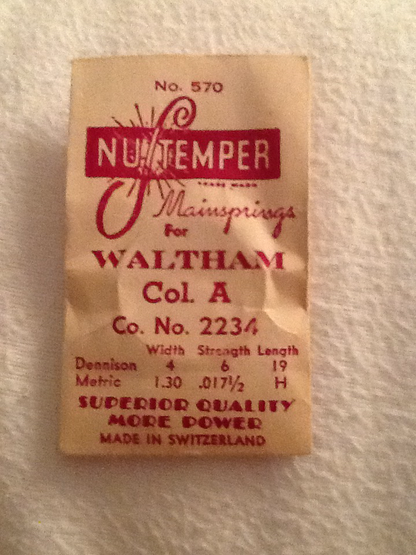 No. 570
NU-TEMPER
TRADE MARK
Mainsprings
For
WALTHAM
Col. A
Co. No. 2234
Width Strength Length
Dennison 4 6 19
Metric 1.30 .017½ H
SUPERIOR QUALITY
MORE POWER
MADE IN SWITZERLAND